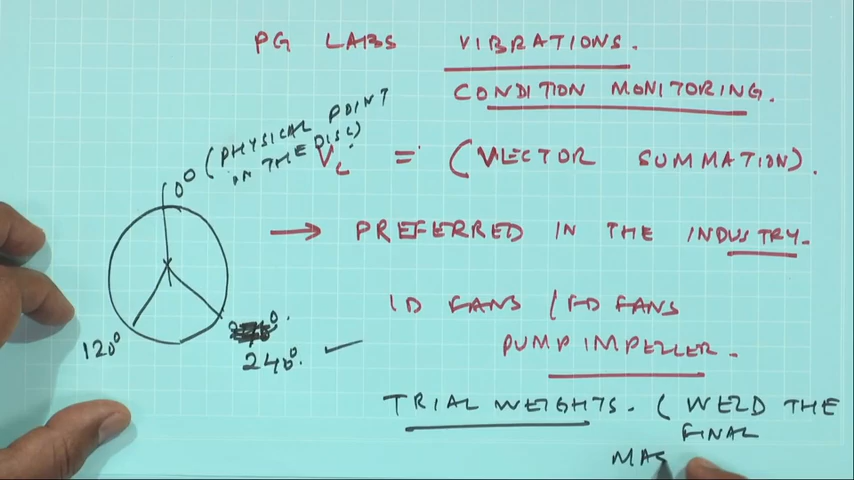 PG LABS VIBRATIONS.
CONDITION MONITORING.
0° (PHYSICAL POINT
ON THE DISC)
Vc = (VECTOR SUMMATION).
→ PREFERRED IN THE INDUSTRY.
ID FANS / FD FANS
PUMP IMPELLER.
120°
240°.
TRIAL WEIGHTS. ( WELD THE
FINAL
MAS